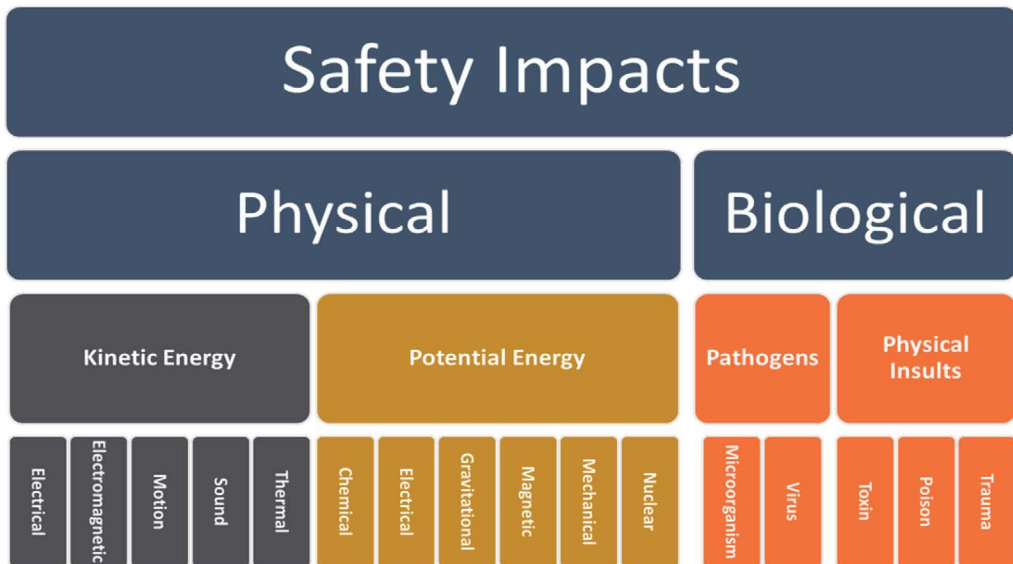 Safety Impacts
Physical
Biological
Kinetic Energy
Potential Energy
Pathogens
Physical
Insults
Electrical
Electromagnetic
Motion
Sound
Thermal
Chemical
Electrical
Gravitational
Magnetic
Mechanical
Nuclear
Microorganism
Virus
Toxin
Poison
Trauma